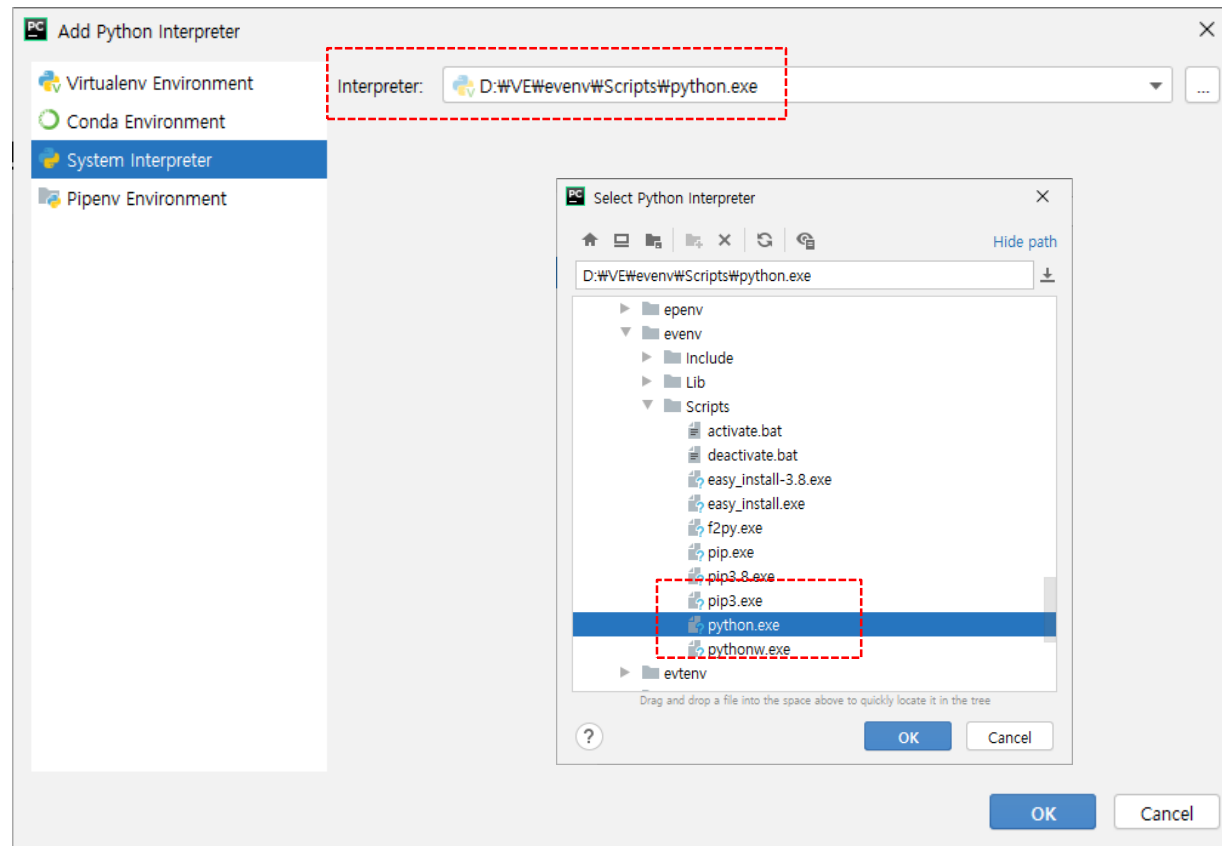 PC Add Python Interpreter
Virtualenv Environment
Conda Environment
System Interpreter
Pipenv Environment
Interpreter: D:₩VE₩evenv₩Scripts₩python.exe
...
PC Select Python Interpreter
Hide path
D:₩VE₩evenv₩Scripts₩python.exe
epenv
evenv
Include
Lib
Scripts
activate.bat
deactivate.bat
easy_install-3.8.exe
easy_install.exe
f2py.exe
pip.exe
pip3.8.exe
pip3.exe
python.exe
pythonw.exe
evtenv
Drag and drop a file into the space above to quickly locate it in the tree
? OK Cancel
OK Cancel